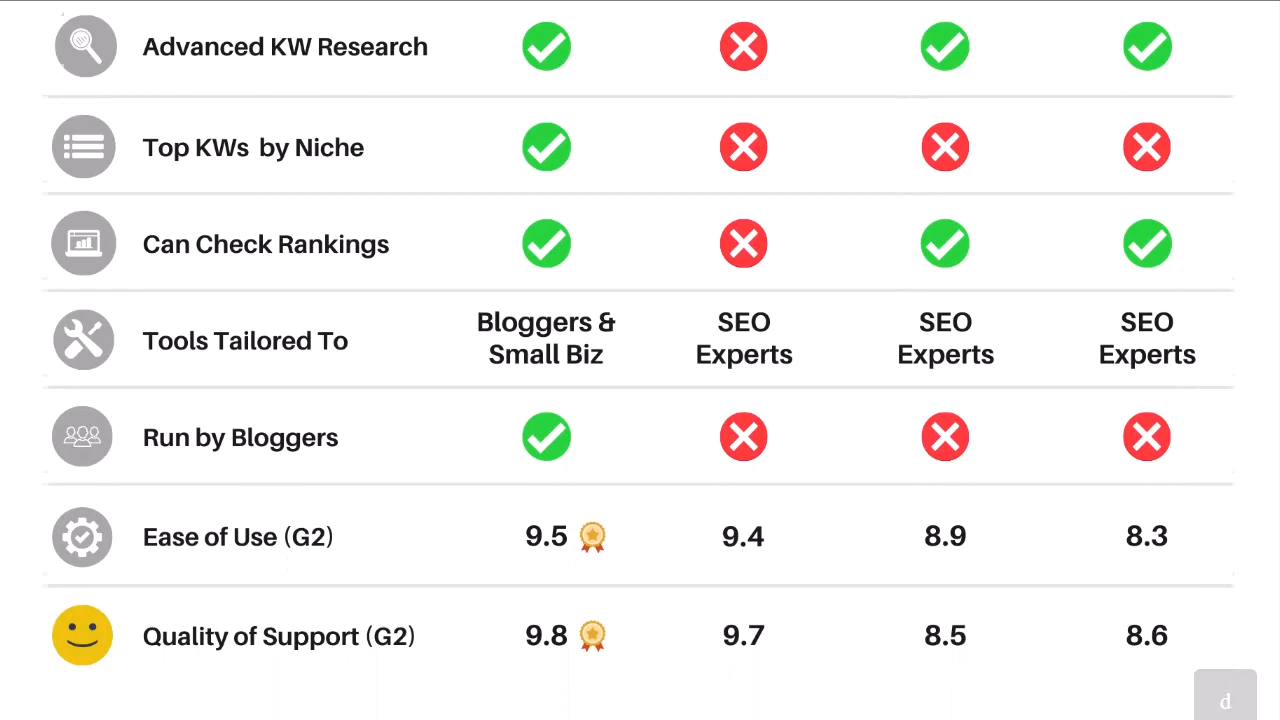 Advanced KW Research
Top KWs by Niche
Can Check Rankings
Tools Tailored To
Bloggers & Small Biz
SEO Experts
SEO Experts
SEO Experts
Run by Bloggers
Ease of Use (G2)
9.5
9.4
8.9
8.3
Quality of Support (G2)
9.8
9.7
8.5
8.6
d